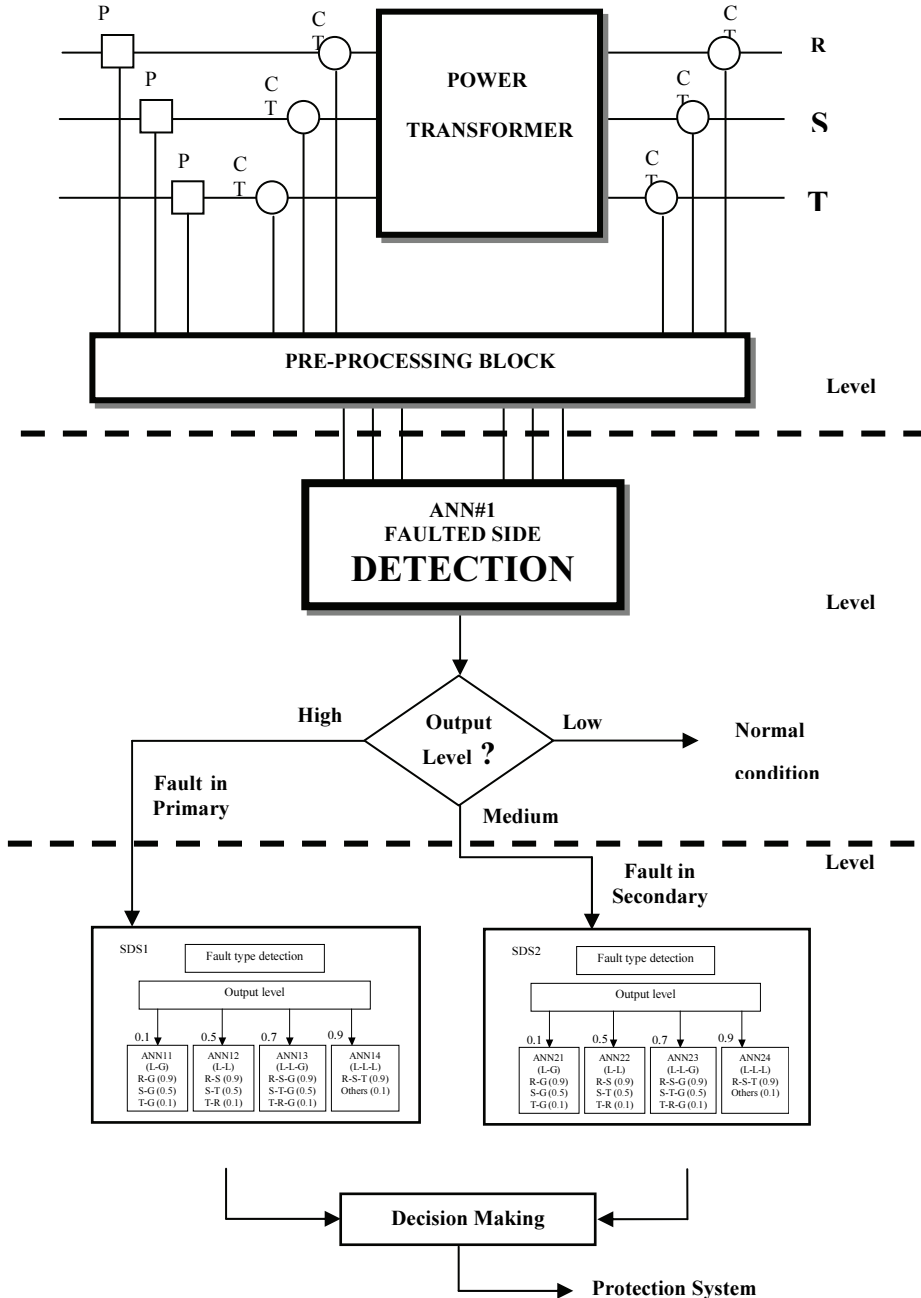 P
C
T
C
T
R
P
C
T
C
T
S
P
C
T
C
T
T
POWER
TRANSFORMER
PRE-PROCESSING BLOCK
Level
ANN#1
FAULTED SIDE
DETECTION
Level
High
Output
Level ?
Low
Normal
condition
Fault in
Primary
Medium
Level
Fault in
Secondary
SDS1
Fault type detection
Output level
0.1
0.5
0.7
0.9
ANN11
(L-G)
R-G (0.9)
S-G (0.5)
T-G (0.1)
ANN12
(L-L)
R-S (0.9)
S-T (0.5)
T-R (0.1)
ANN13
(L-L-G)
R-S-G (0.9)
S-T-G (0.5)
T-R-G (0.1)
ANN14
(L-L-L)
R-S-T (0.9)
Others (0.1)
SDS2
Fault type detection
Output level
0.1
0.5
0.7
0.9
ANN21
(L-G)
R-G (0.9)
S-G (0.5)
T-G (0.1)
ANN22
(L-L)
R-S (0.9)
S-T (0.5)
T-R (0.1)
ANN23
(L-L-G)
R-S-G (0.9)
S-T-G (0.5)
T-R-G (0.1)
ANN24
(L-L-L)
R-S-T (0.9)
Others (0.1)
Decision Making
Protection System